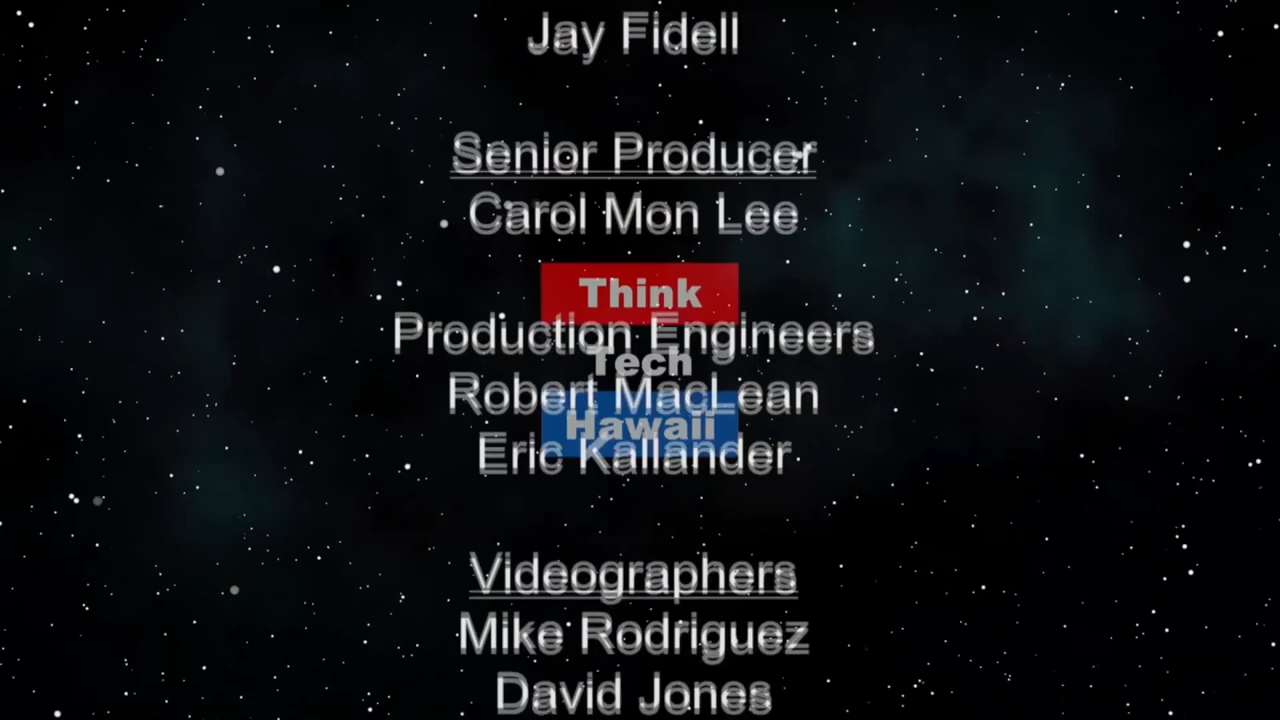 Jay Fidell
Senior Producer
Carol Mon Lee
Think
Production Engineers
Tech
Robert MacLean
Hawaii
Eric Kallander
Videographers
Mike Rodriguez
David Jones